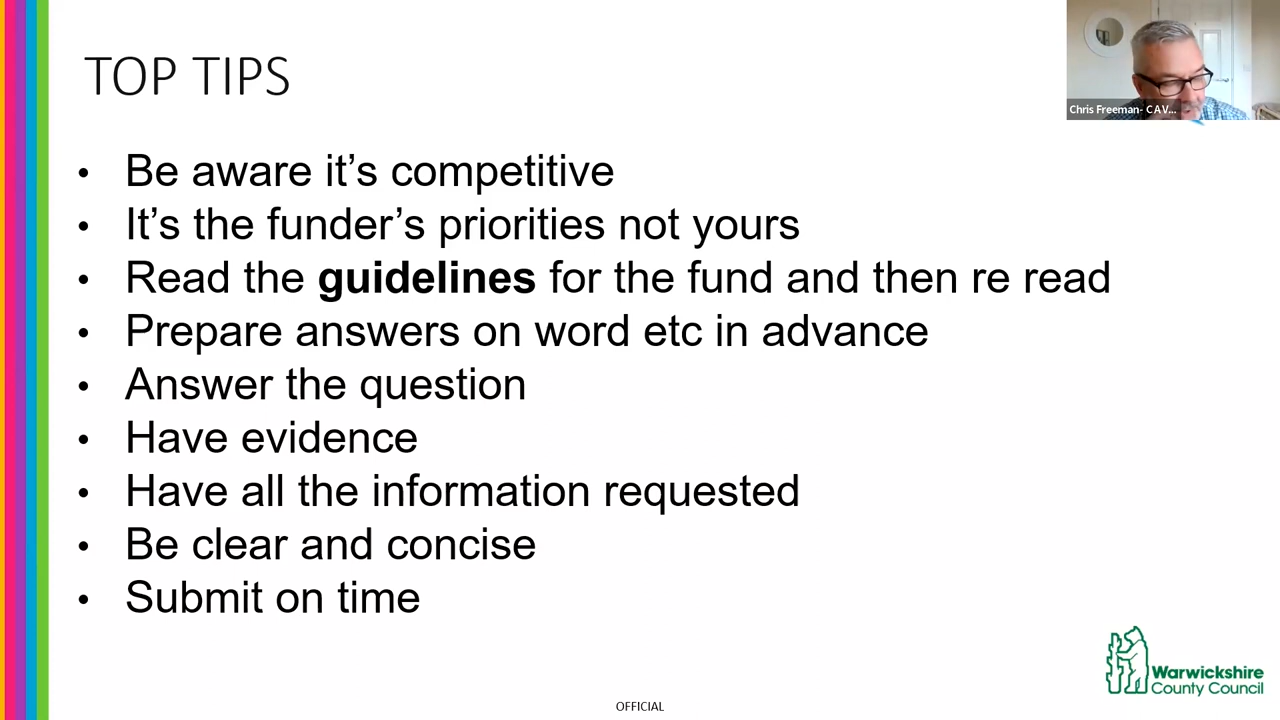 TOP TIPS
Chris Freeman- CAV...
• Be aware it’s competitive
• It’s the funder’s priorities not yours
• Read the guidelines for the fund and then re read
• Prepare answers on word etc in advance
• Answer the question
• Have evidence
• Have all the information requested
• Be clear and concise
• Submit on time
Warwickshire
County Council
OFFICIAL